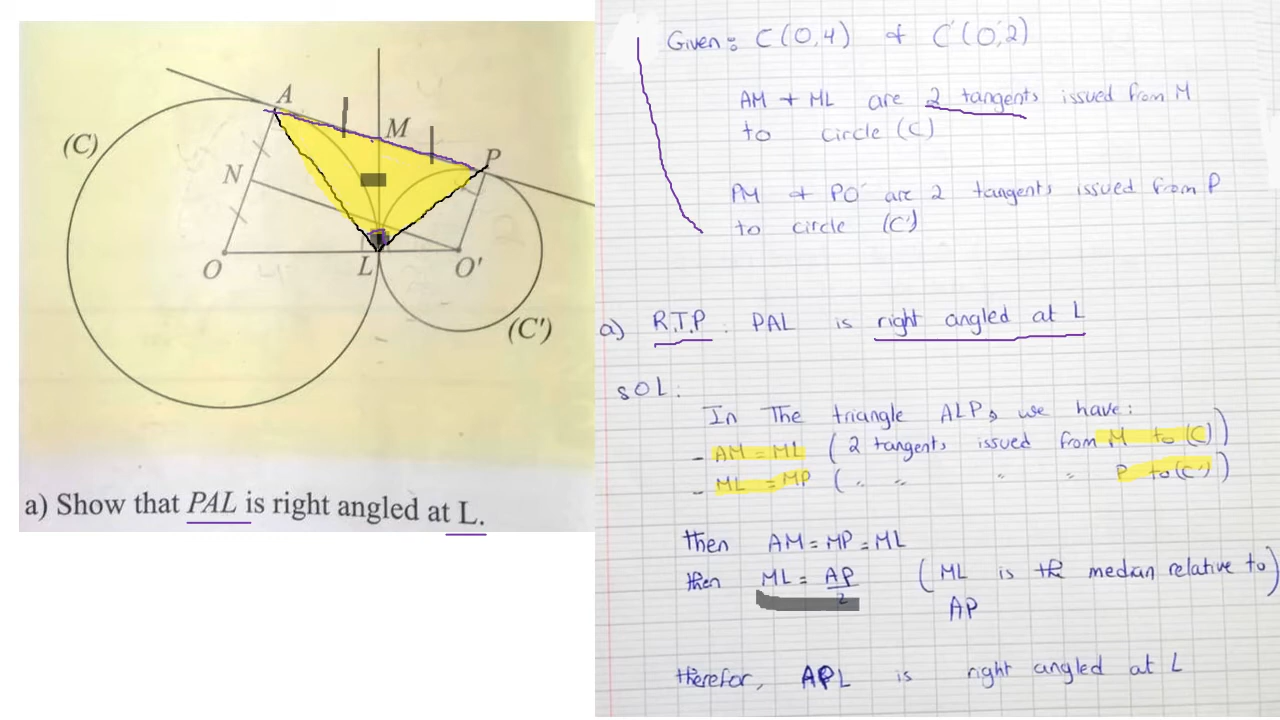 (C)
A
M
P
N
O
L
O'
(C')
a) Show that PAL is right angled at L.
Given: C(O,4) & C'(O',2)
AM + ML are 2 tangents issued from M
to circle (C)
PM & PO' are 2 tangents issued from P
to circle (C')
a) R.T.P. PAL is right angled at L
SOL:
In The triangle ALP, we have:
- AM = ML (2 tangents issued from M to (C))
- ML = MP (" " " " P to (C'))
then AM = MP = ML
then ML = AP/2 (ML is the median relative to)
AP
therefor, APL is right angled at L